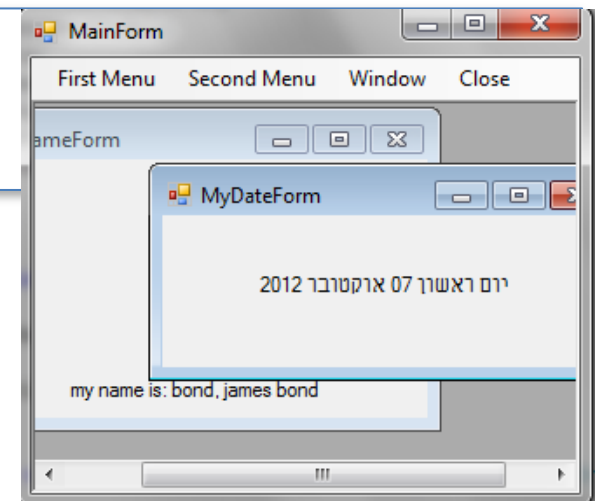 MainForm
First Menu Second Menu Window Close
ameForm
MyDateForm
יום ראשון 07 אוקטובר 2012
my name is: bond, james bond